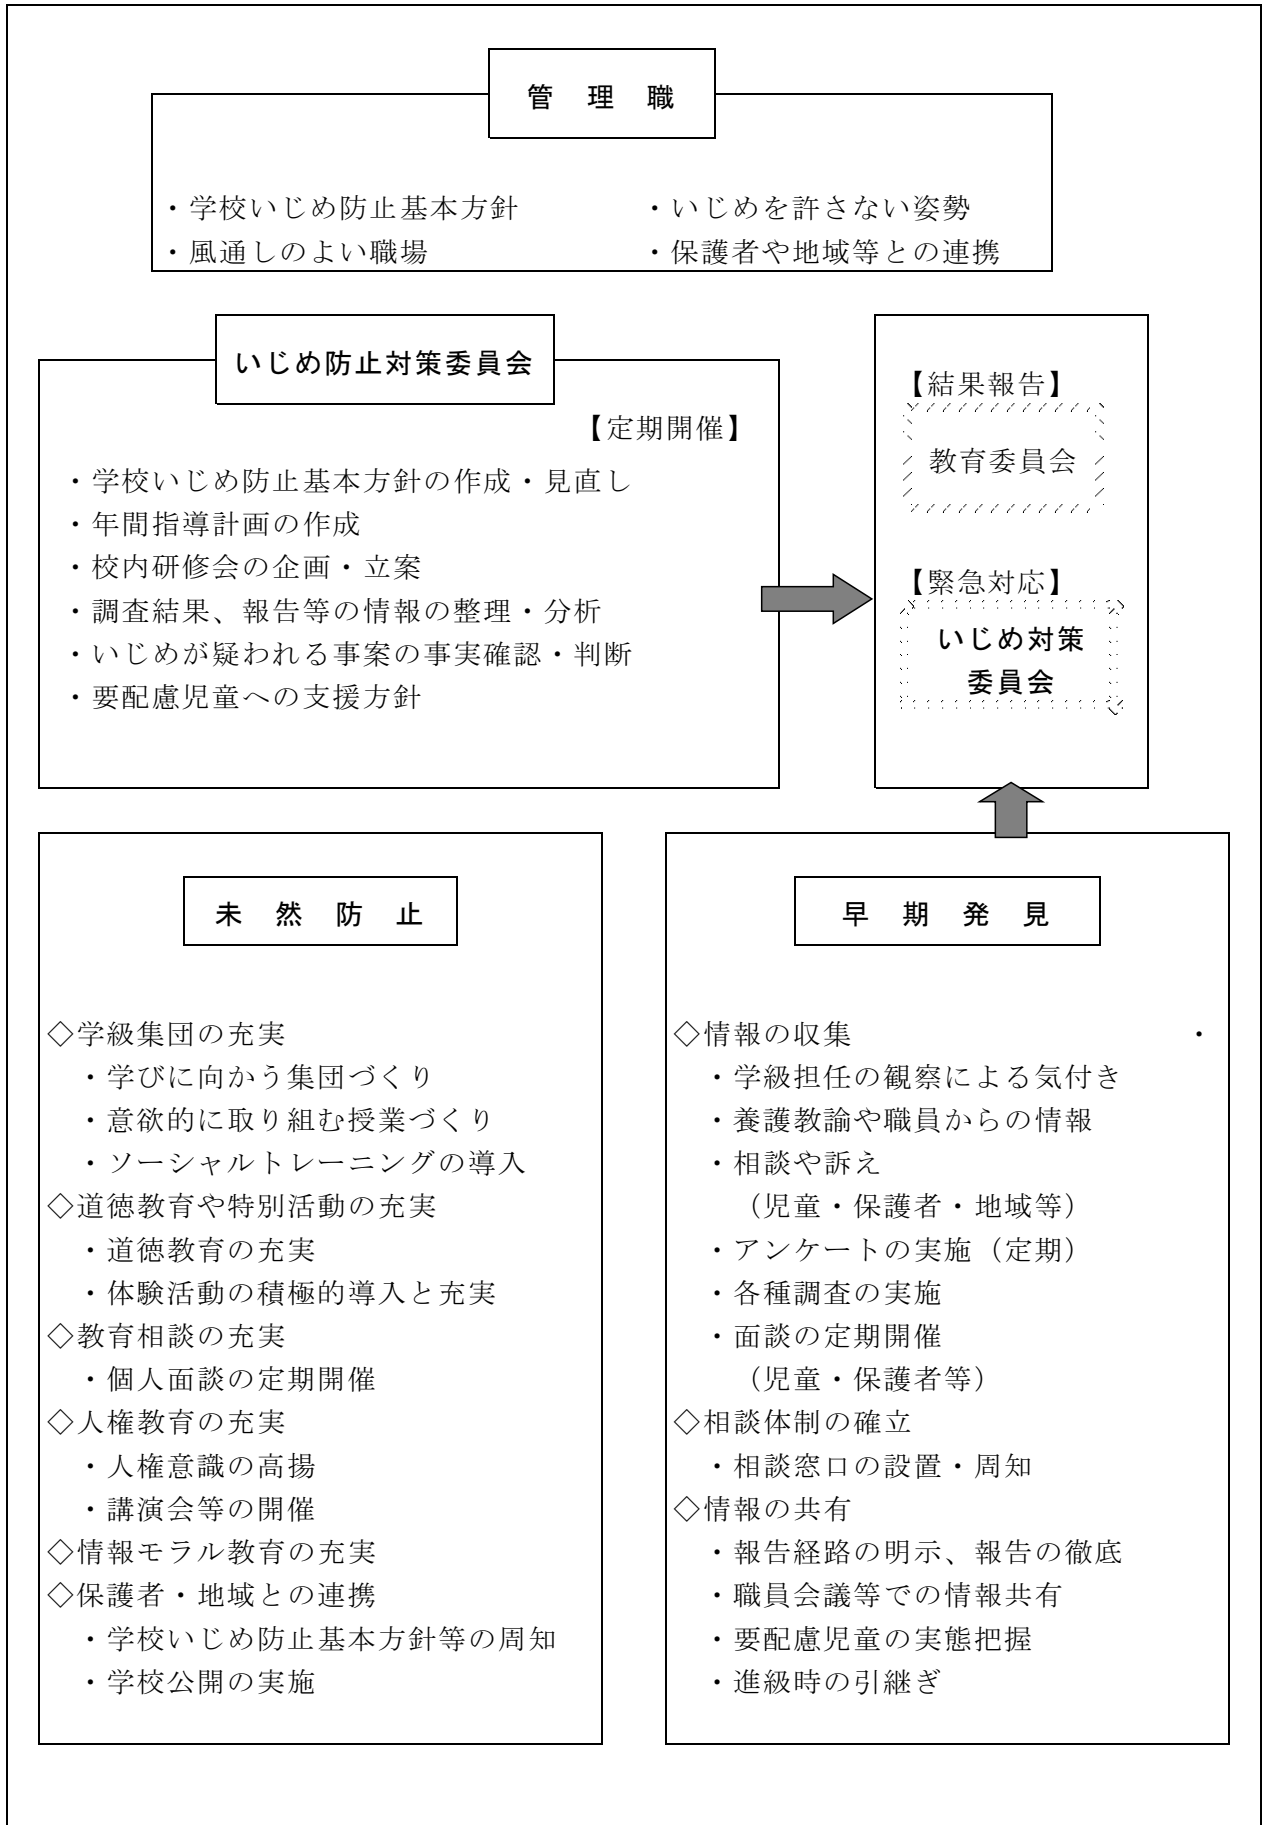 管　理　職
・学校いじめ防止基本方針　　　　・いじめを許さない姿勢
・風通しのよい職場　　　　　　　・保護者や地域等との連携
いじめ防止対策委員会
【定期開催】
・学校いじめ防止基本方針の作成・見直し
・年間指導計画の作成
・校内研修会の企画・立案
・調査結果、報告等の情報の整理・分析
・いじめが疑われる事案の事実確認・判断
・要配慮児童への支援方針
【結果報告】
教育委員会
【緊急対応】
いじめ対策
委員会
未　然　防　止
◇学級集団の充実
・学びに向かう集団づくり
・意欲的に取り組む授業づくり
・ソーシャルトレーニングの導入
◇道徳教育や特別活動の充実
・道徳教育の充実
・体験活動の積極的導入と充実
◇教育相談の充実
・個人面談の定期開催
◇人権教育の充実
・人権意識の高揚
・講演会等の開催
◇情報モラル教育の充実
◇保護者・地域との連携
・学校いじめ防止基本方針等の周知
・学校公開の実施
早　期　発　見
◇情報の収集　　　　　　　　　　　・
・学級担任の観察による気付き
・養護教諭や職員からの情報
・相談や訴え
（児童・保護者・地域等）
・アンケートの実施（定期）
・各種調査の実施
・面談の定期開催
（児童・保護者等）
◇相談体制の確立
・相談窓口の設置・周知
◇情報の共有
・報告経路の明示、報告の徹底
・職員会議等での情報共有
・要配慮児童の実態把握
・進級時の引継ぎ